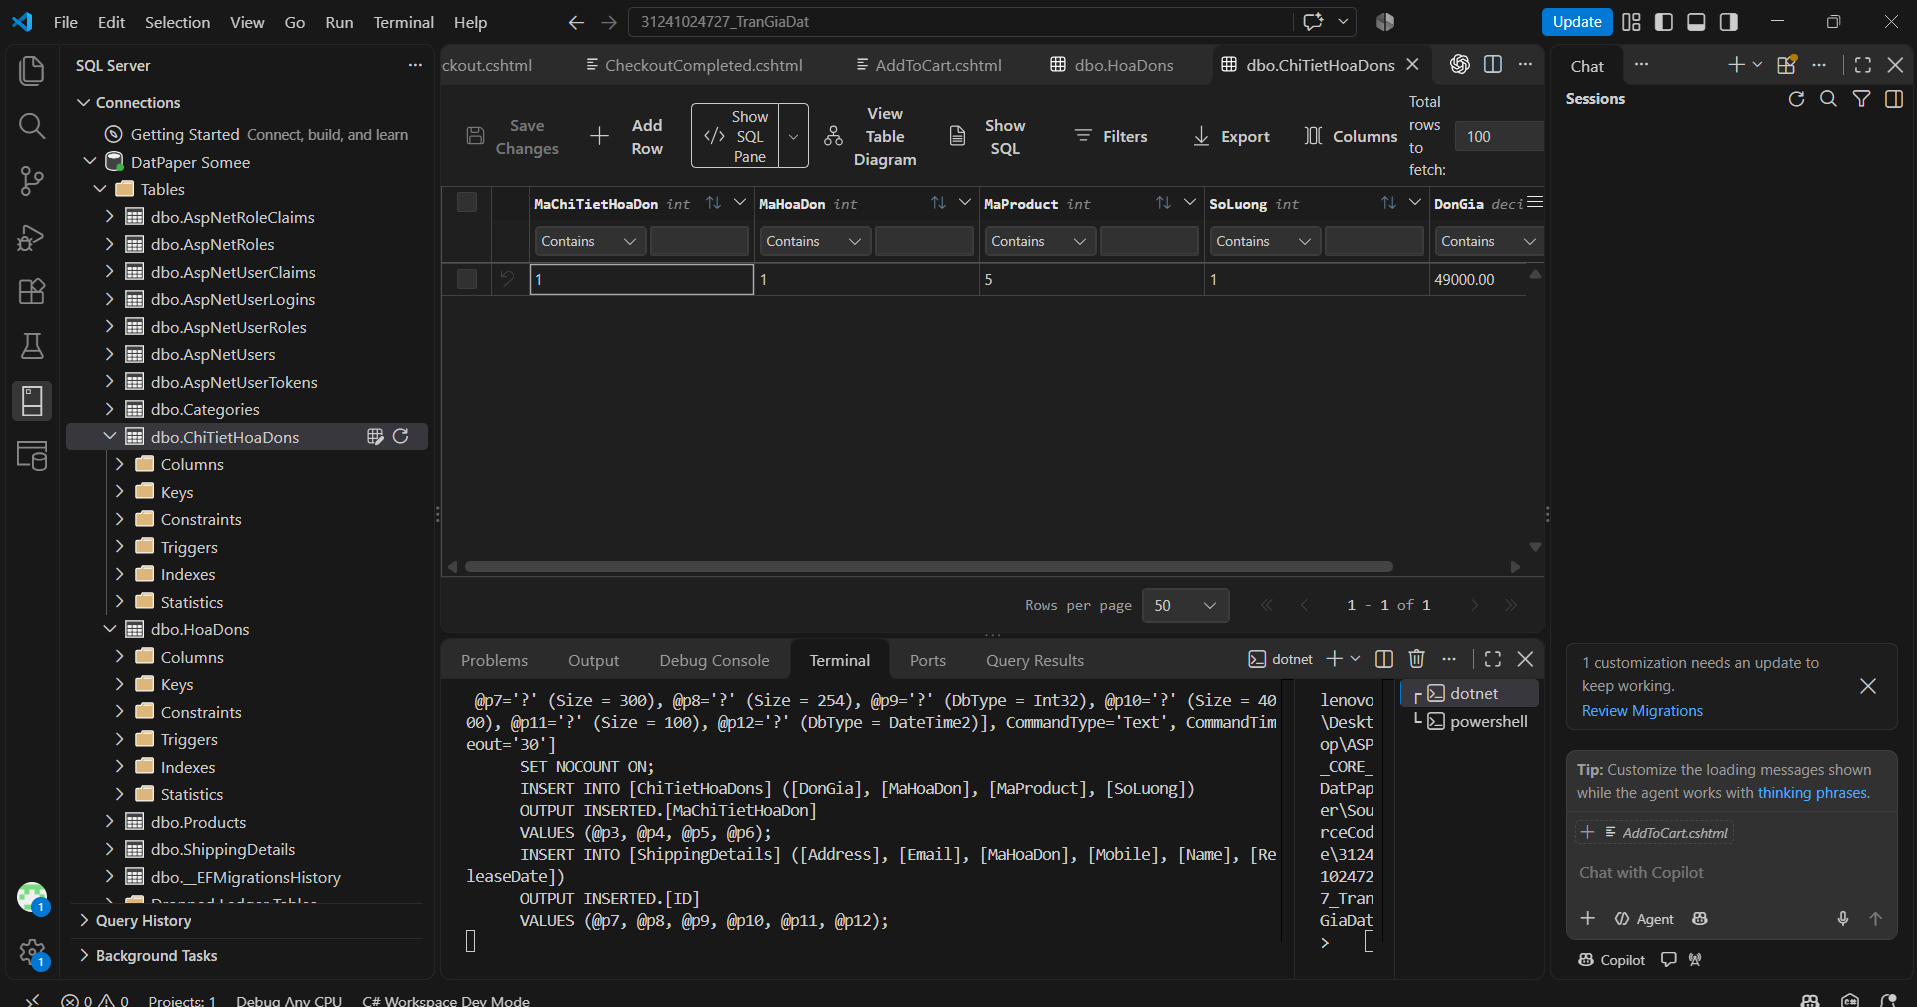 File Edit Selection View Go Run Terminal Help
31241024727_TranGiaDat
Update
SQL Server
Connections
Getting Started Connect, build, and learn
DatPaper Somee
Tables
dbo.AspNetRoleClaims
dbo.AspNetRoles
dbo.AspNetUserClaims
dbo.AspNetUserLogins
dbo.AspNetUserRoles
dbo.AspNetUsers
dbo.AspNetUserTokens
dbo.Categories
dbo.ChiTietHoaDons
Columns
Keys
Constraints
Triggers
Indexes
Statistics
dbo.HoaDons
Columns
Keys
Constraints
Triggers
Indexes
Statistics
dbo.Products
dbo.ShippingDetails
dbo.__EFMigrationsHistory
Dropped Ledger Tables
Query History
Background Tasks
1
1
ckout.cshtml CheckoutCompleted.cshtml AddToCart.cshtml dbo.HoaDons dbo.ChiTietHoaDons
Save Changes
Add Row
Show SQL Pane
View Table Diagram
Show SQL
Filters
Export
Columns
Total rows to fetch:
100
MaChiTietHoaDon int MaHoaDon int MaProduct int SoLuong int DonGia deci
Contains Contains Contains Contains Contains
1 1 5 1 49000.00
Rows per page 50 1 - 1 of 1
Problems Output Debug Console Terminal Ports Query Results
dotnet
@p7='?' (Size = 300), @p8='?' (Size = 254), @p9='?' (DbType = Int32), @p10='?' (Size = 40
00), @p11='?' (Size = 100), @p12='?' (DbType = DateTime2)], CommandType='Text', CommandTim
eout='30']
SET NOCOUNT ON;
INSERT INTO [ChiTietHoaDons] ([DonGia], [MaHoaDon], [MaProduct], [SoLuong])
OUTPUT INSERTED.[MaChiTietHoaDon]
VALUES (@p3, @p4, @p5, @p6);
INSERT INTO [ShippingDetails] ([Address], [Email], [MaHoaDon], [Mobile], [Name], [Re
leaseDate])
OUTPUT INSERTED.[ID]
VALUES (@p7, @p8, @p9, @p10, @p11, @p12);
lenovo
\Deskt
op\ASP
_CORE_
DatPap
er\Sou
rceCod
e\3124
102472
7_Tran
GiaDat
>
dotnet
powershell
Chat
Sessions
1 customization needs an update to
keep working.
Review Migrations
Tip: Customize the loading messages shown
while the agent works with thinking phrases.
AddToCart.cshtml
Chat with Copilot
Agent
Copilot
0 0 Projects: 1 Debug Any CPU C# Workspace Dev Mode